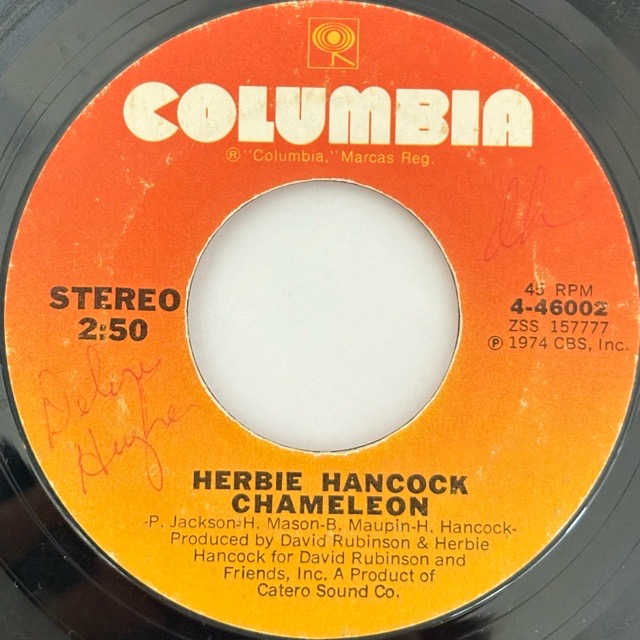 COLUMBIA
® "Columbia," Marcas Reg.
STEREO
2:50
45 RPM
4-46002
ZSS 157777
℗ 1974 CBS, Inc.
HERBIE HANCOCK
CHAMELEON
-P. Jackson-H. Mason-B. Maupin-H. Hancock-
Produced by David Rubinson & Herbie
Hancock for David Rubinson and
Friends, Inc. A Product of
Catero Sound Co.